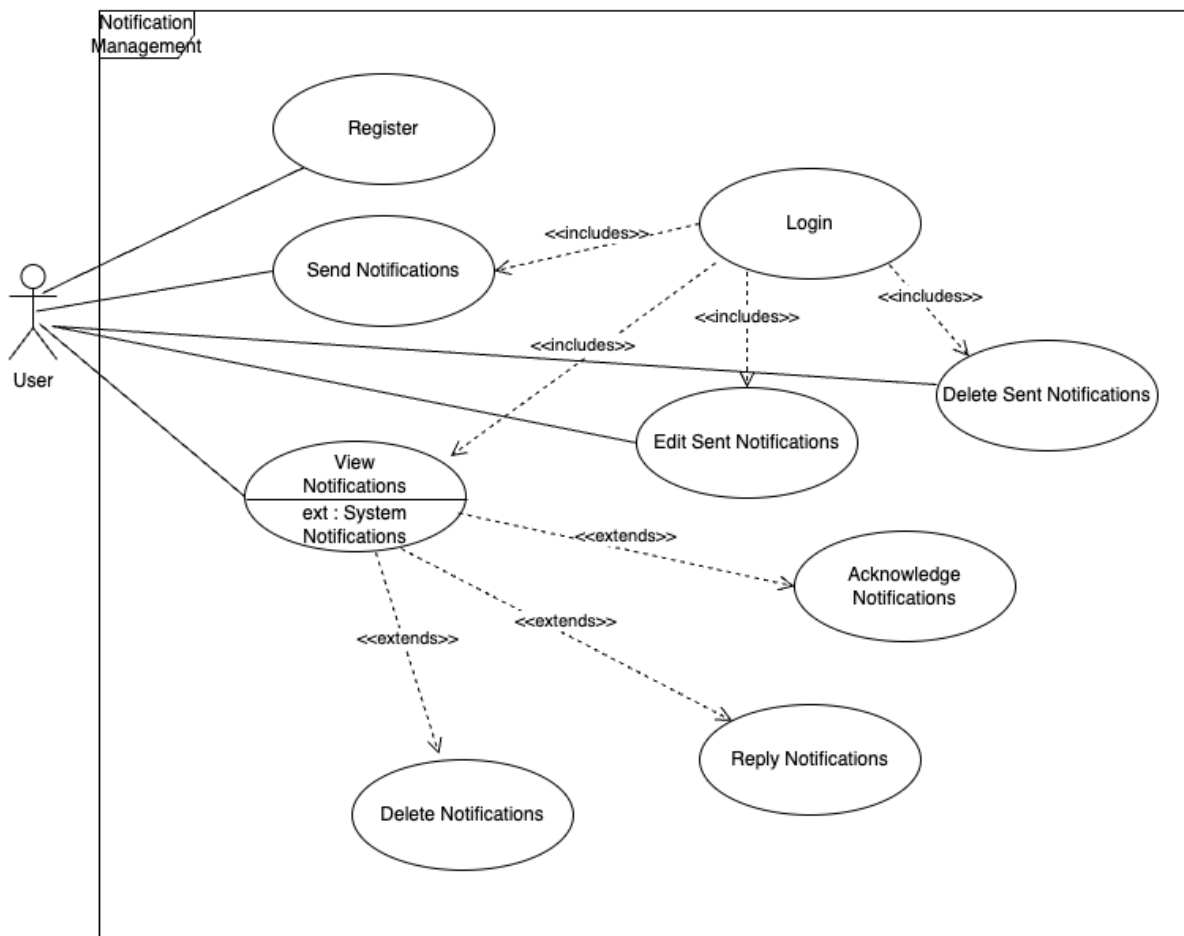 Notification
Management
Register
Login
<<includes>>
Send Notifications
<<includes>>
<<includes>>
<<includes>>
User
Delete Sent Notifications
Edit Sent Notifications
View
Notifications
ext : System
Notifications
<<extends>>
Acknowledge
Notifications
<<extends>>
<<extends>>
Reply Notifications
Delete Notifications